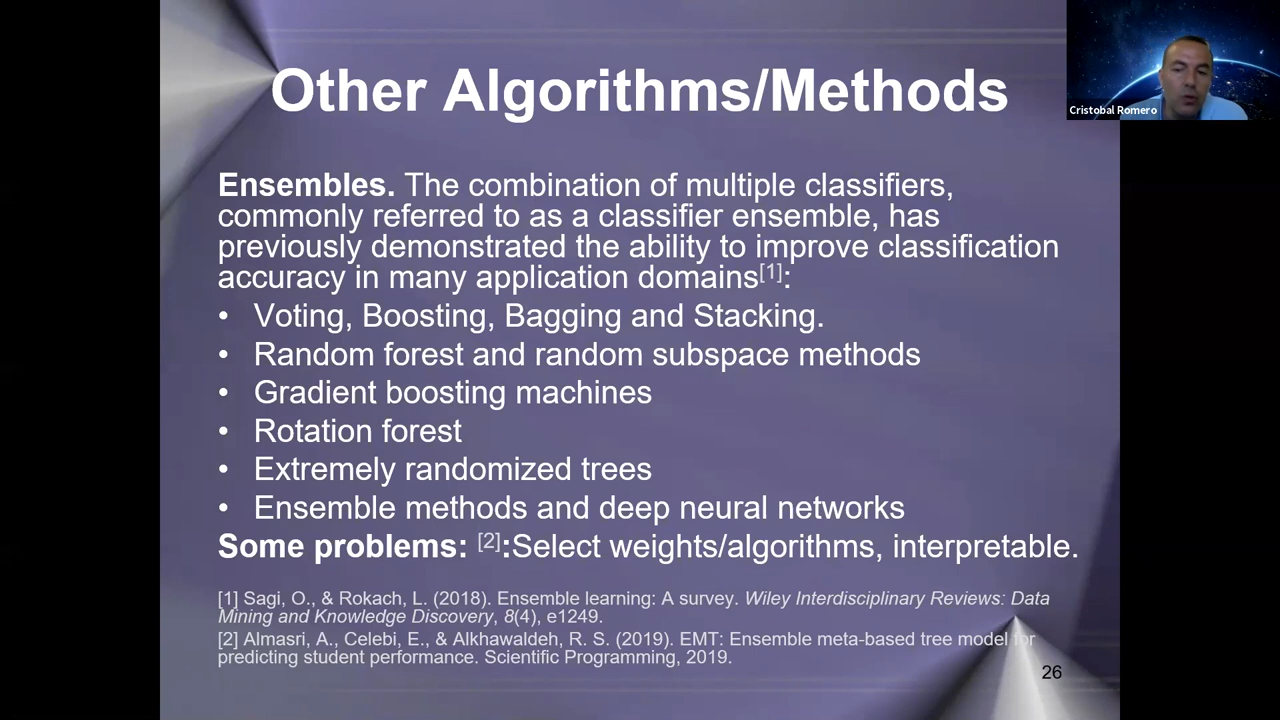 Other Algorithms/Methods
Cristobal Romero
Ensembles. The combination of multiple classifiers,
commonly referred to as a classifier ensemble, has
previously demonstrated the ability to improve classification
accuracy in many application domains[1]:
• Voting, Boosting, Bagging and Stacking.
• Random forest and random subspace methods
• Gradient boosting machines
• Rotation forest
• Extremely randomized trees
• Ensemble methods and deep neural networks
Some problems: [2]:Select weights/algorithms, interpretable.
[1] Sagi, O., & Rokach, L. (2018). Ensemble learning: A survey. Wiley Interdisciplinary Reviews: Data
Mining and Knowledge Discovery, 8(4), e1249.
[2] Almasri, A., Celebi, E., & Alkhawaldeh, R. S. (2019). EMT: Ensemble meta-based tree model for
predicting student performance. Scientific Programming, 2019.
26